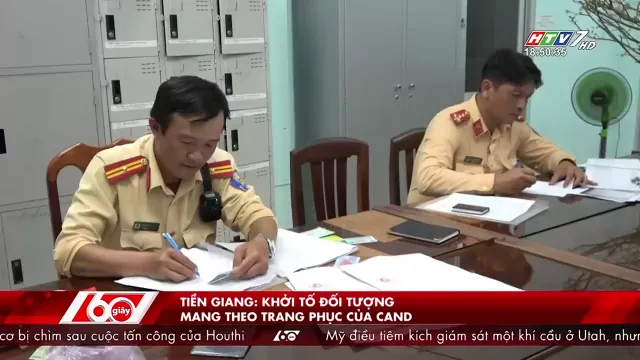 HTV7 HD
18:50:35
60 giây
TIỀN GIANG: KHỞI TỐ ĐỐI TƯỢNG
MANG THEO TRANG PHỤC CỦA CAND
cơ bị chìm sau cuộc tấn công của Houthi HTV Mỹ điều tiêm kích giám sát một khí cầu ở Utah, nhưng